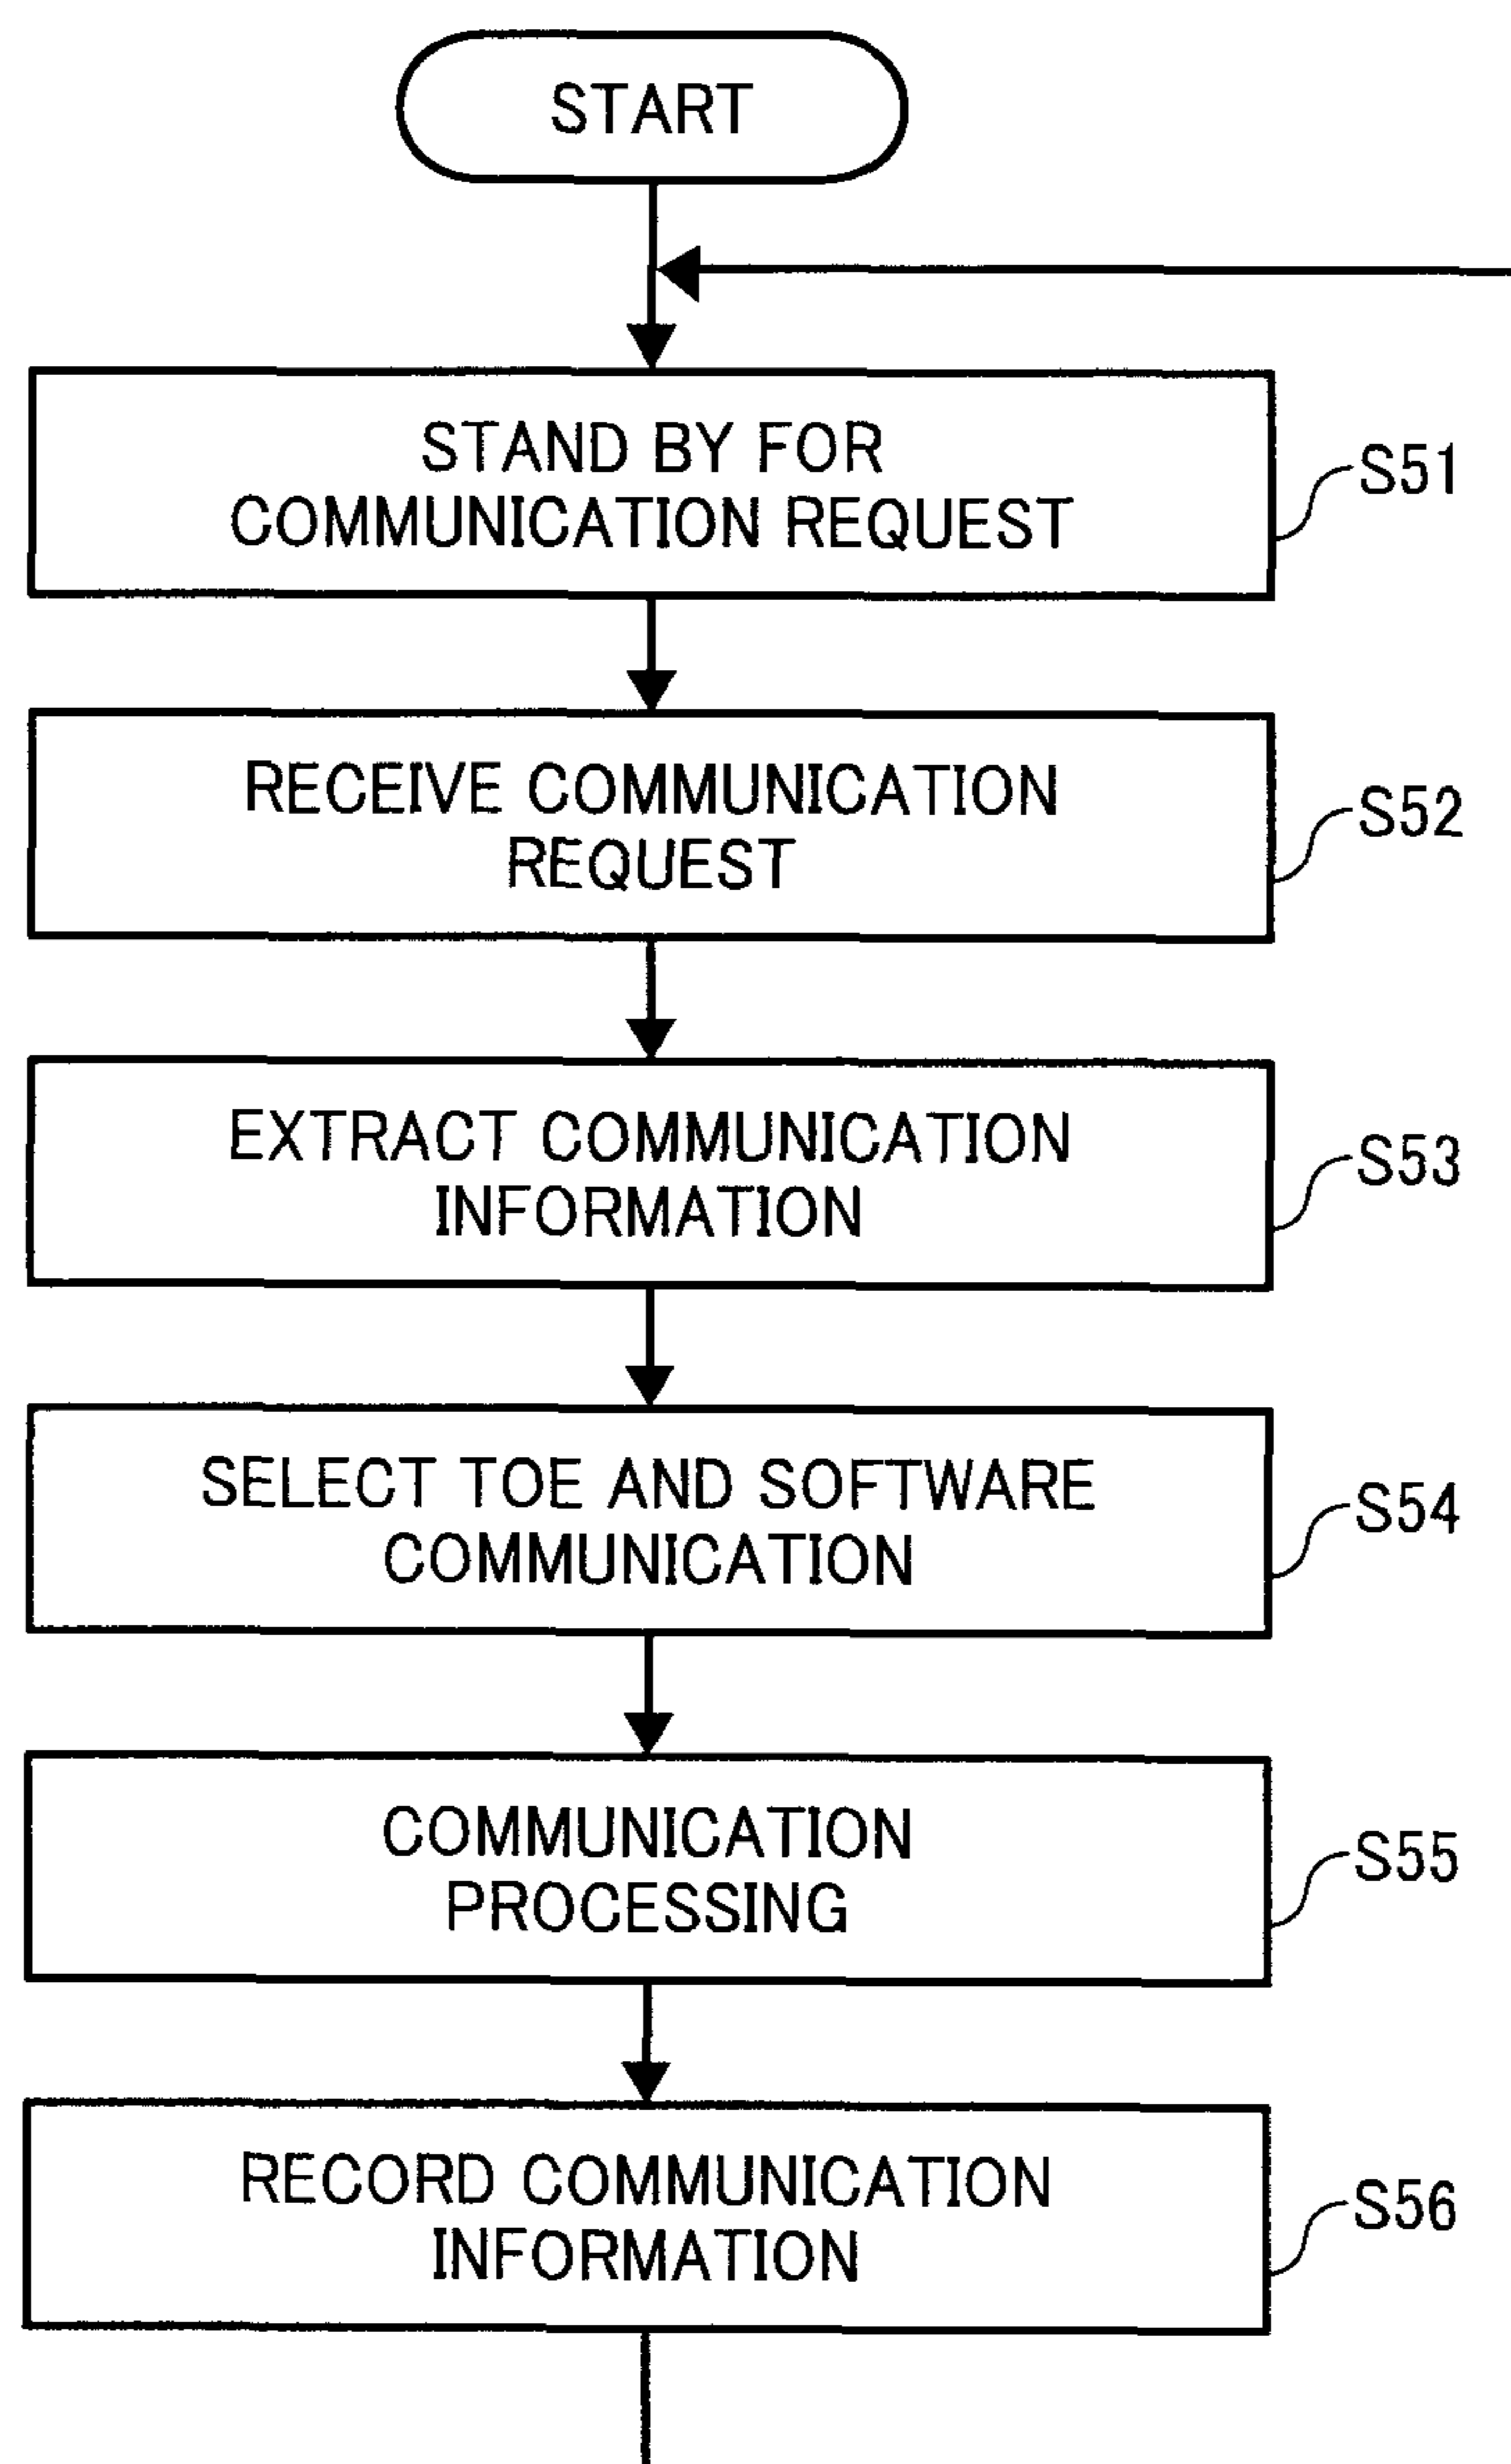 START
STAND BY FOR
COMMUNICATION REQUEST
S51
RECEIVE COMMUNICATION
REQUEST
S52
EXTRACT COMMUNICATION
INFORMATION
S53
SELECT TOE AND SOFTWARE
COMMUNICATION
S54
COMMUNICATION
PROCESSING
S55
RECORD COMMUNICATION
INFORMATION
S56